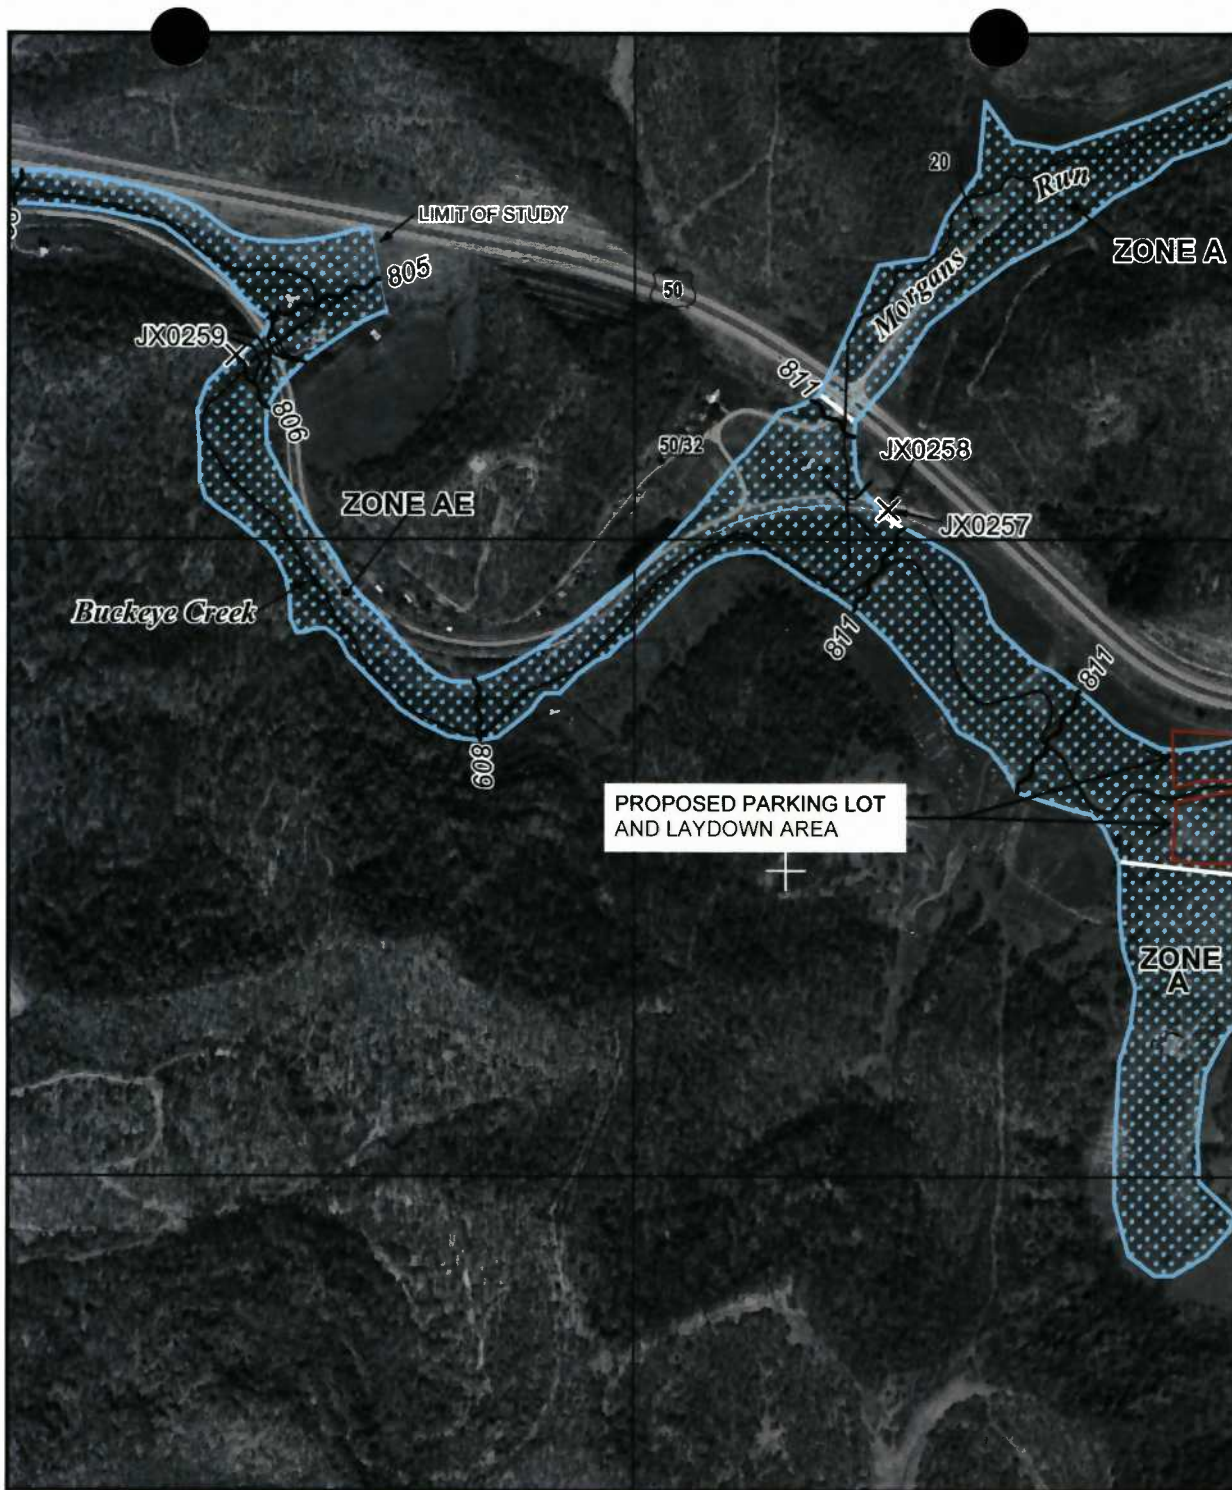 20
Run
ZONE A
LIMIT OF STUDY
805
Morgans
50
JX0259
811
806
50/32
JX0258
ZONE AE
JX0257
Buckeye Creek
811
811
809
PROPOSED PARKING LOT
AND LAYDOWN AREA
ZONE
A